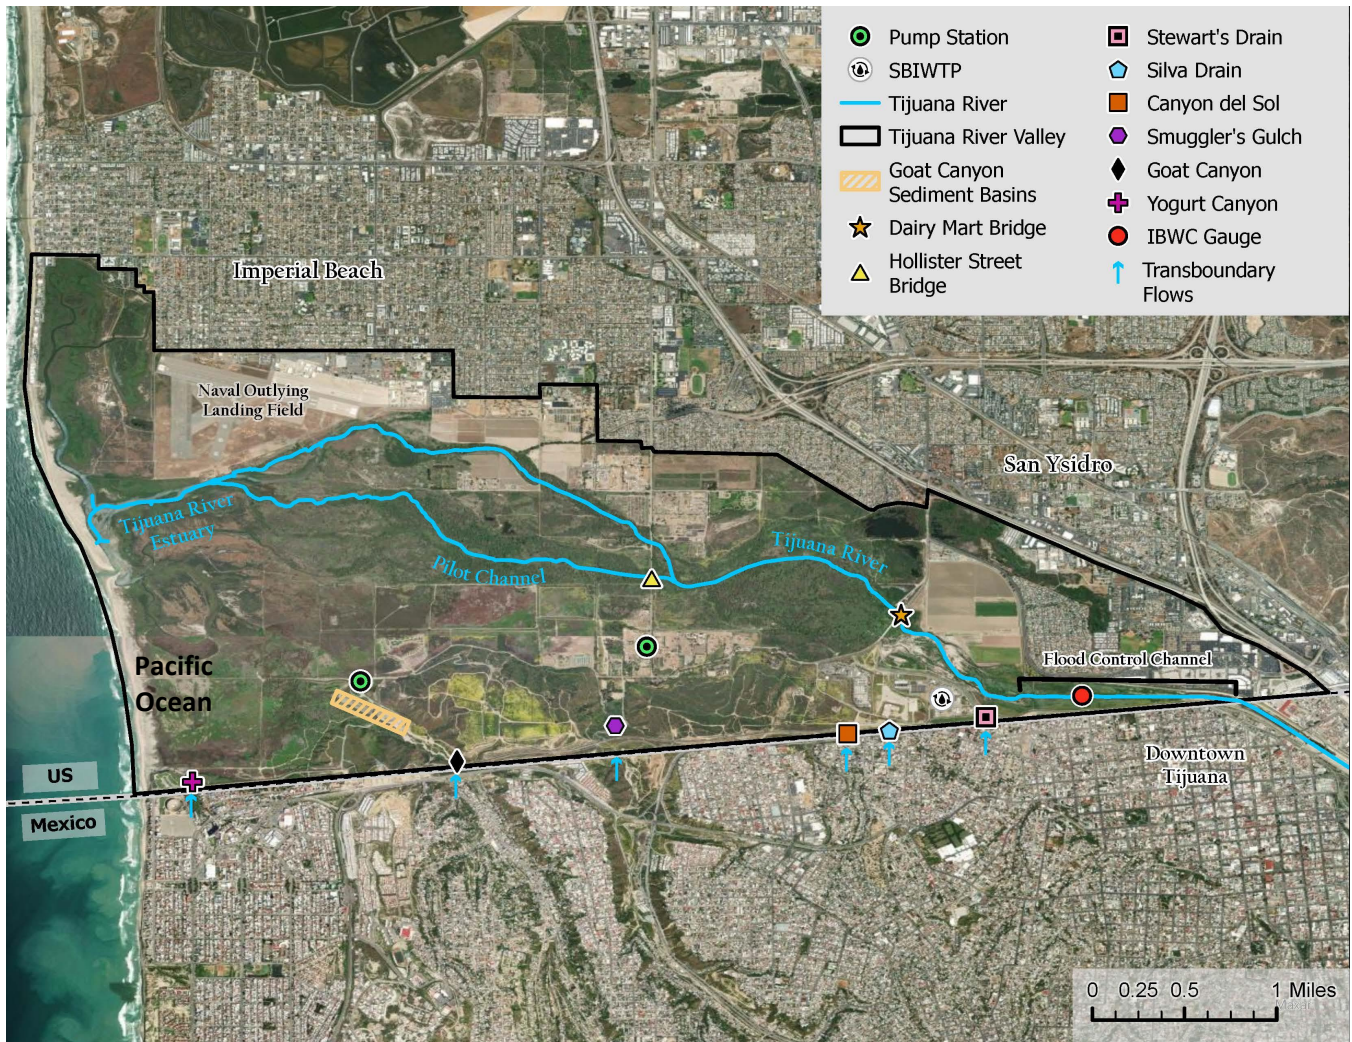 Pump Station
SBIWTP
Tijuana River
Tijuana River Valley
Goat Canyon
Sediment Basins
Dairy Mart Bridge
Hollister Street
Bridge
Stewart's Drain
Silva Drain
Canyon del Sol
Smuggler's Gulch
Goat Canyon
Yogurt Canyon
IBWC Gauge
Transboundary
Flows
Imperial Beach
Naval Outlying
Landing Field
San Ysidro
Tijuana River
Estuary
Pilot Channel
Tijuana River
Flood Control Channel
Pacific
Ocean
US
Mexico
Downtown
Tijuana
0 0.25 0.5 1 Miles
Maxar